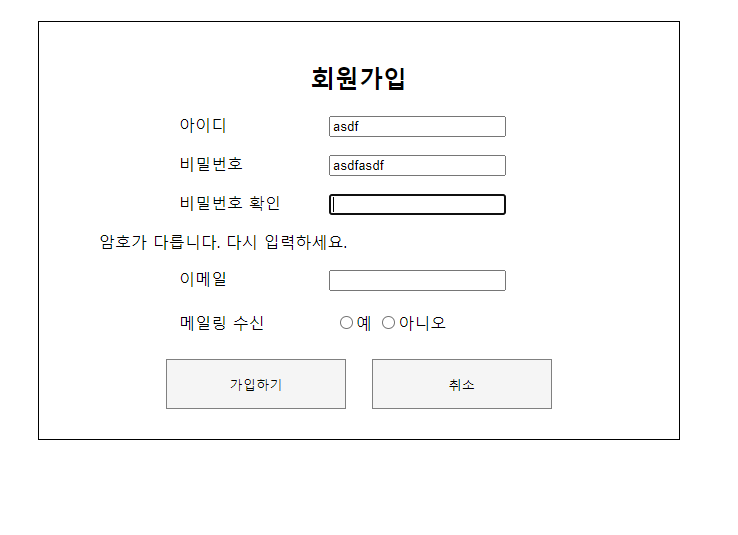 회원가입
아이디 asdf
비밀번호 asdfasdf
비밀번호 확인
암호가 다릅니다. 다시 입력하세요.
이메일
메일링 수신 예 아니오
가입하기 취소